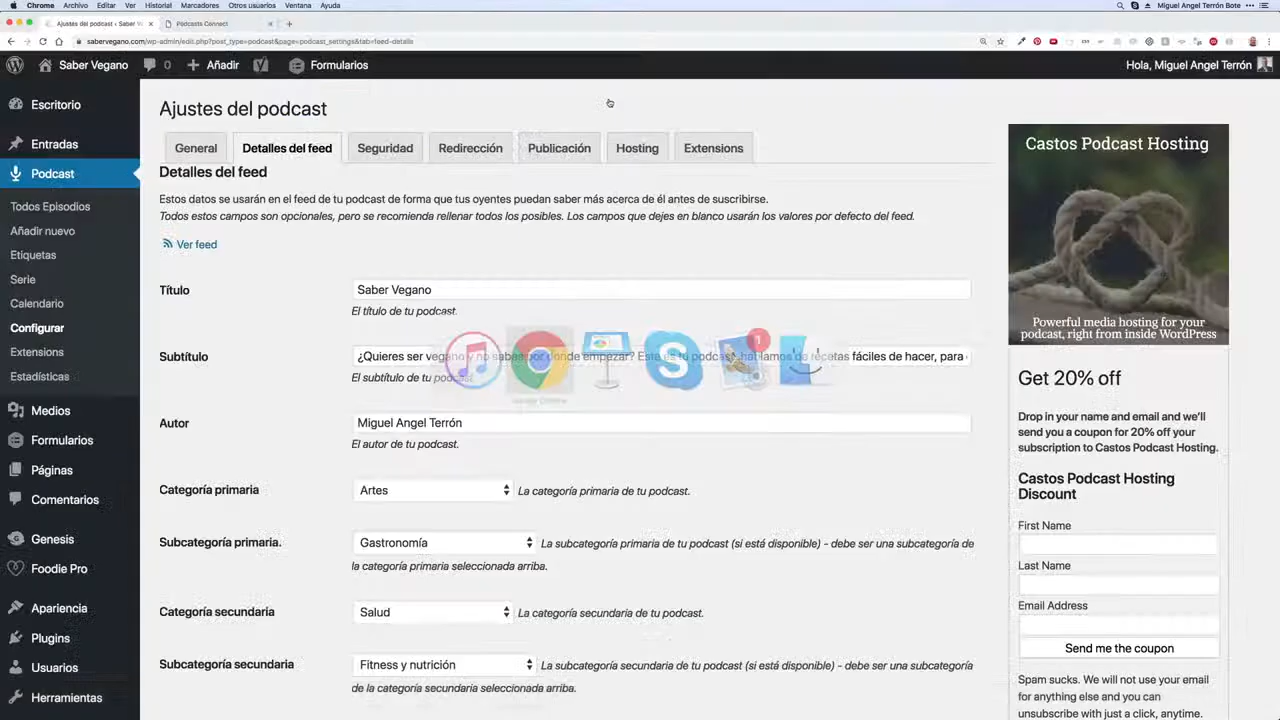 Chrome Archivo Editar Ver Historial Marcadores Otros usuarios Ventana Ayuda
Miguel Angel Terrón Bote
Ajustes del podcast ‹ Saber V
Podcasts Connect
sabervegano.com/wp-admin/edit.php?post_type=podcast&page=podcast_settings&tab=feed-details
Saber Vegano 0 Añadir Formularios
Hola, Miguel Angel Terrón
Escritorio
Entradas
Podcast
Todos Episodios
Añadir nuevo
Etiquetas
Serie
Calendario
Configurar
Extensions
Estadísticas
Medios
Formularios
Páginas
Comentarios
Genesis
Foodie Pro
Apariencia
Plugins
Usuarios
Herramientas
Ajustes del podcast
General Detalles del feed Seguridad Redirección Publicación Hosting Extensions
Detalles del feed
Estos datos se usarán en el feed de tu podcast de forma que tus oyentes puedan saber más acerca de él antes de suscribirse.
Todos estos campos son opcionales, pero se recomienda rellenar todos los posibles. Los campos que dejes en blanco usarán los valores por defecto del feed.
Ver feed
Título
Saber Vegano
El título de tu podcast.
Subtítulo
¿Quieres ser vegano y no sabes por donde empezar? Este es tu podcast, hablamos de recetas fáciles de hacer, para
El subtítulo de tu podcast.
1
Autor
Miguel Angel Terrón
El autor de tu podcast.
Categoría primaria
Artes
La categoría primaria de tu podcast.
Subcategoría primaria.
Gastronomía
La subcategoría primaria de tu podcast (si está disponible) - debe ser una subcategoría de
la categoría primaria seleccionada arriba.
Categoría secundaria
Salud
La categoría secundaria de tu podcast.
Subcategoría secundaria
Fitness y nutrición
La subcategoría secundaria de tu podcast (si está disponible) - debe ser una subcategoría
de la categoría secundaria seleccionada arriba.
Castos Podcast Hosting
Powerful media hosting for your
podcast, right from inside WordPress
Get 20% off
Drop in your name and email and we'll
send you a coupon for 20% off your
subscription to Castos Podcast Hosting.
Castos Podcast Hosting
Discount
First Name
Last Name
Email Address
Send me the coupon
Spam sucks. We will not use your email
for anything else and you can
unsubscribe with just a click, anytime.